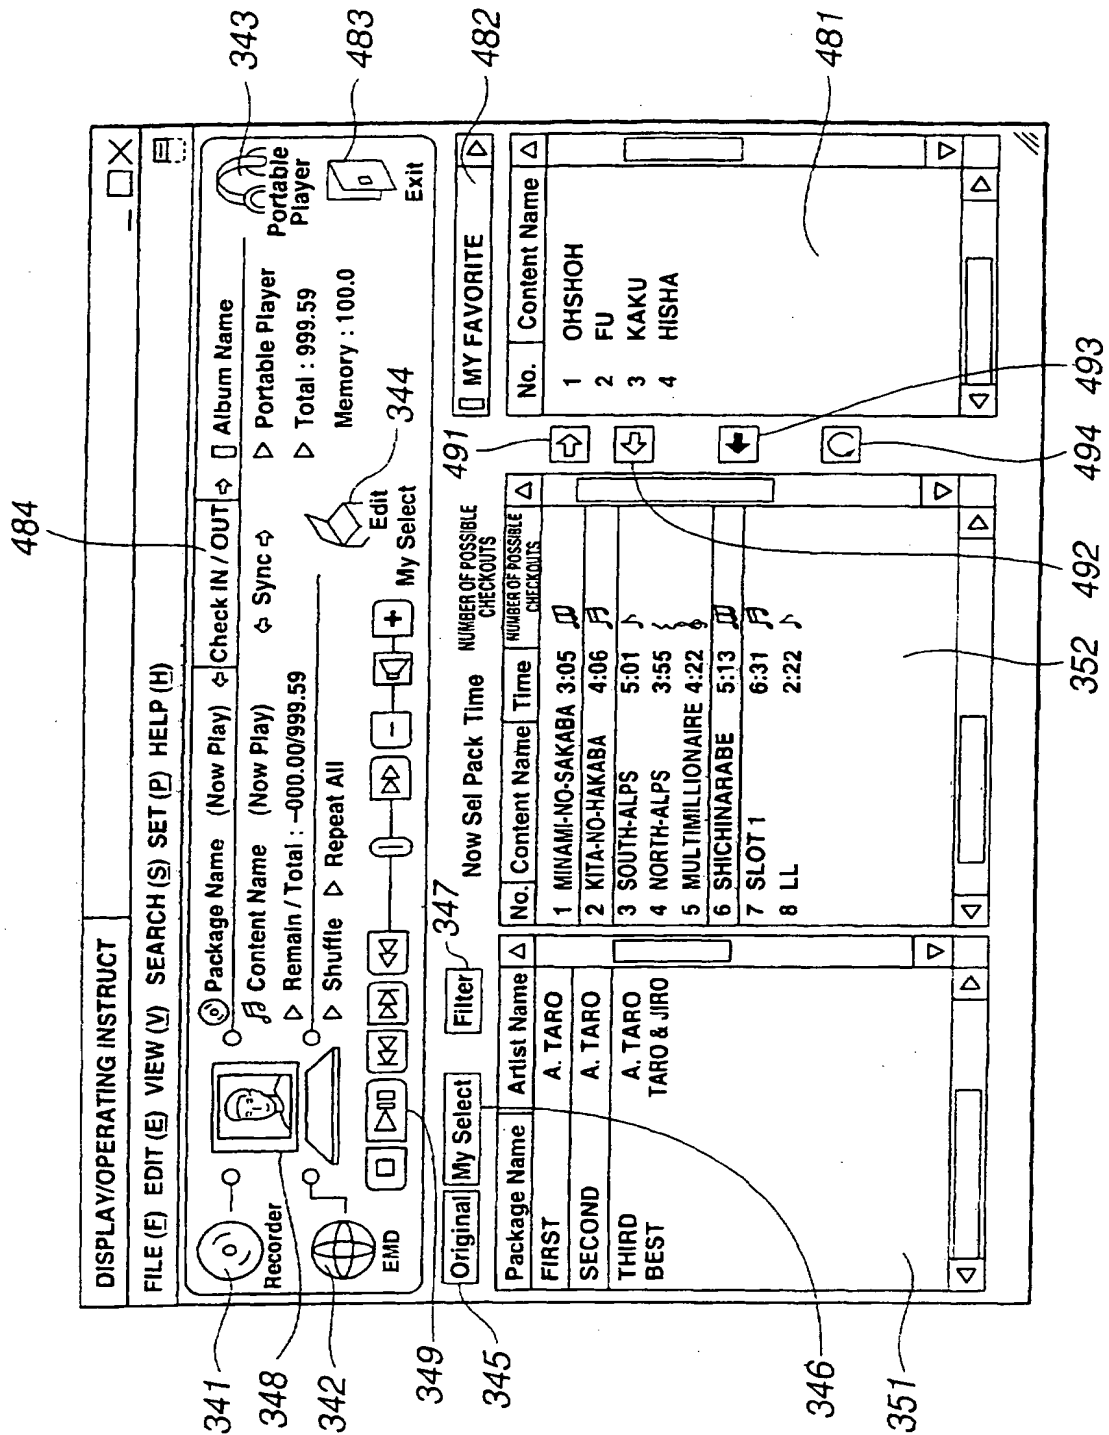 484
DISPLAY/OPERATING INSTRUCT
FILE (F) EDIT (E) VIEW (V) SEARCH (S) SET (P) HELP (H)
341
348
342
349
345
346
351
Recorder
EMD
Package Name (Now Play)
Content Name (Now Play)
Remain / Total : –000.00/999.59
Shuffle
Repeat All
Check IN / OUT
Sync
Album Name
Portable Player
Total : 999.59
Memory : 100.0
Portable
Player
Exit
Edit
My Select
343
483
482
481
344
347
491
492
493
494
352
Original
My Select
Filter
Now Sel Pack Time
NUMBER OF POSSIBLE
CHECKOUTS
MY FAVORITE
Package Name Artist Name
FIRST A. TARO
SECOND A. TARO
THIRD A. TARO
BEST TARO & JIRO
No. Content Name Time NUMBER OF POSSIBLE
CHECKOUTS
1 MINAMI-NO-SAKABA 3:05
2 KITA-NO-HAKABA 4:06
3 SOUTH-ALPS 5:01
4 NORTH-ALPS 3:55
5 MULTIMILLIONAIRE 4:22
6 SHICHINARABE 5:13
7 SLOT1 6:31
8 LL 2:22
No. Content Name
1 OHSHOH
2 FU
3 KAKU
4 HISHA